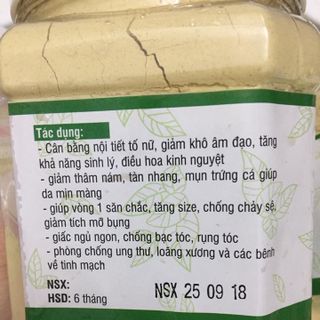 Tác dụng:
- Cân bằng nội tiết tố nữ, giảm khô âm đạo, tăng
khả năng sinh lý, điều hoa kinh nguyệt
- giảm thâm nám, tàn nhang, mụn trứng cá giúp
da mịn màng
- giúp vòng 1 săn chắc, tăng size, chống chảy sệ,
giảm tích mỡ bụng
- giấc ngủ ngon, chống bạc tóc, rụng tóc
- phòng chống ung thư, loãng xương và các bệnh
về tinh mạch
NSX: NSX 25 09 18
HSD: 6 tháng